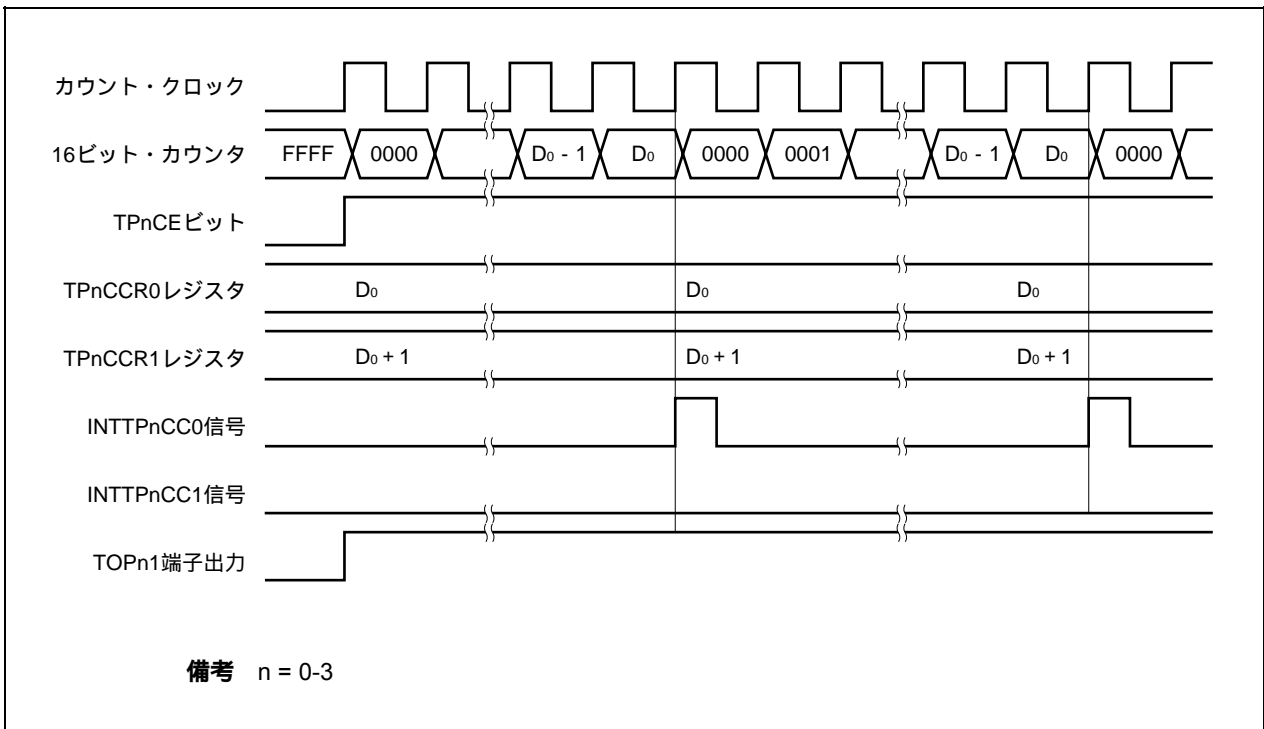 カウント・クロック
16ビット・カウンタ FFFF 0000 D0 - 1 D0 0000 0001 D0 - 1 D0 0000
TPnCEビット
TPnCCR0レジスタ D0 D0 D0
TPnCCR1レジスタ D0 + 1 D0 + 1 D0 + 1
INTTPnCC0信号
INTTPnCC1信号
TOPn1端子出力
備考 n = 0-3